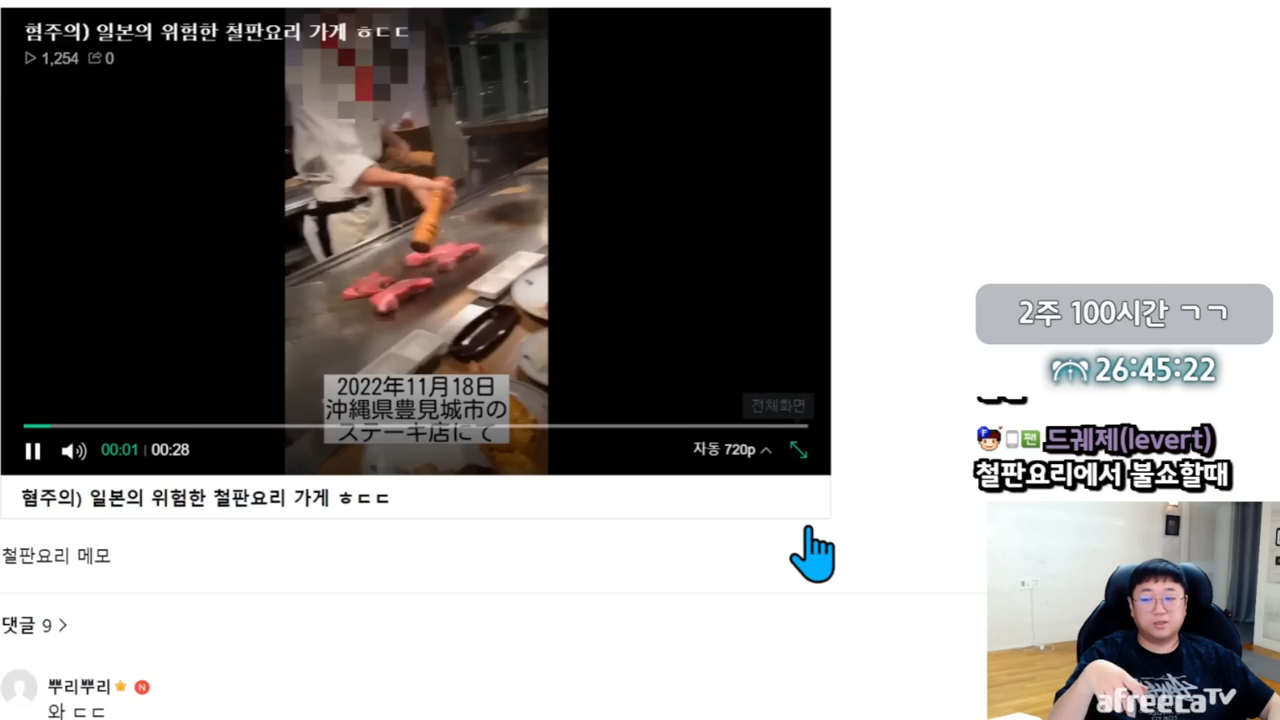 혐주의) 일본의 위험한 철판요리 가게 ㅎㄷㄷ
1,254 0
2022年11月18日
沖縄県豊見城市の
ステーキ店にて
전체화면
00:01 00:28
자동 720p
혐주의) 일본의 위험한 철판요리 가게 ㅎㄷㄷ
철판요리 메모
댓글 9 >
뿌리뿌리 N
와 ㄷㄷ
2주 100시간 ㄱㄱ
26:45:22
F 팬 드궤제(levert)
철판요리에서 불쇼할때
afreecaTV